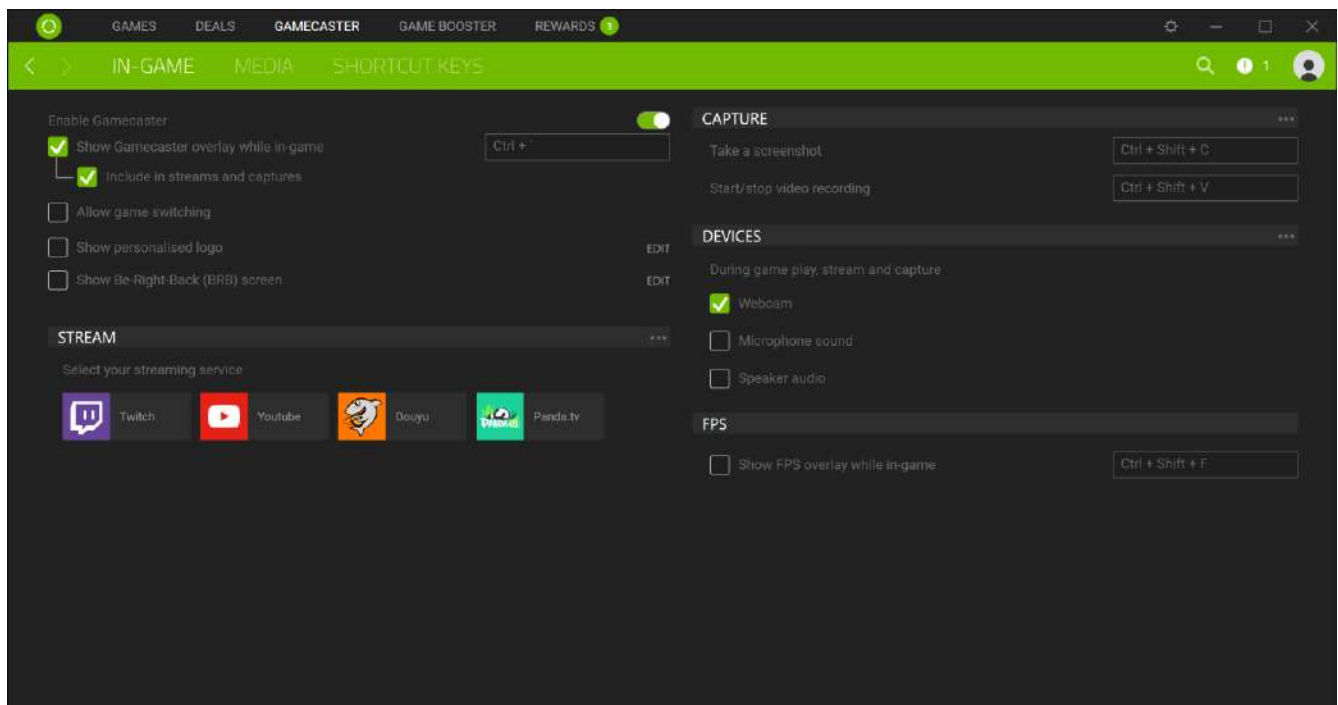 GAMES DEALS GAMECASTER GAME BOOSTER REWARDS 3
IN-GAME MEDIA SHORTCUT KEYS 1
Enable Gamecaster
Show Gamecaster overlay while in-game Ctrl + `
Include in streams and captures
Allow game switching
Show personalised logo EDIT
Show Be-Right-Back (BRB) screen EDIT
STREAM
Select your streaming service
Twitch Youtube Douyu Panda.tv
CAPTURE
Take a screenshot Ctrl + Shift + C
Start/stop video recording Ctrl + Shift + V
DEVICES
During game play, stream and capture
Webcam
Microphone sound
Speaker audio
FPS
Show FPS overlay while in-game Ctrl + Shift + F